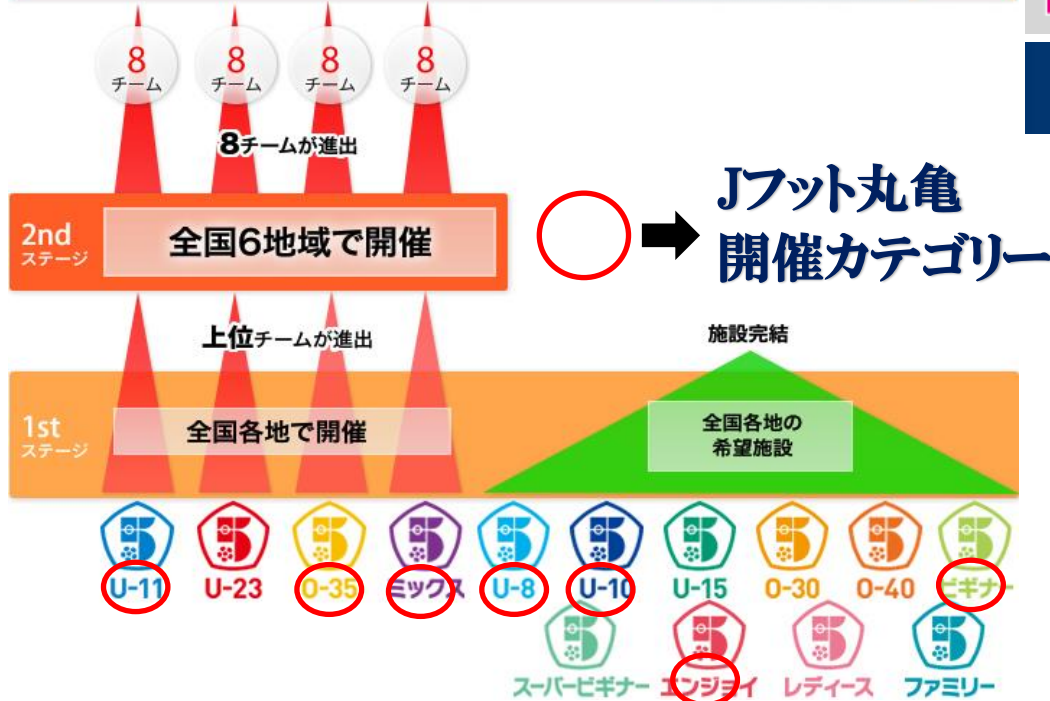 8
チーム
8
チーム
8
チーム
8
チーム
8チームが進出
2nd
ステージ
全国6地域で開催
Jフット丸亀
開催カテゴリー
上位チームが進出
施設完結
1st
ステージ
全国各地で開催
全国各地の
希望施設
U-11 U-23 O-35 ミックス U-8 U-10 U-15 O-30 O-40 ビギナー
スーパービギナー エンジョイ レディース ファミリー